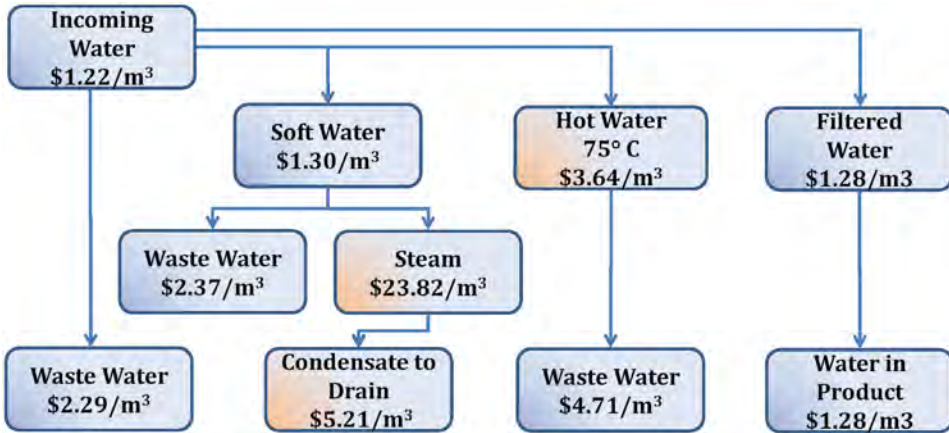 Incoming
Water
$1.22/m³
Soft Water
$1.30/m³
Hot Water
75° C
$3.64/m³
Filtered
Water
$1.28/m3
Waste Water
$2.37/m³
Steam
$23.82/m³
Waste Water
$2.29/m³
Condensate to
Drain
$5.21/m³
Waste Water
$4.71/m³
Water in
Product
$1.28/m3